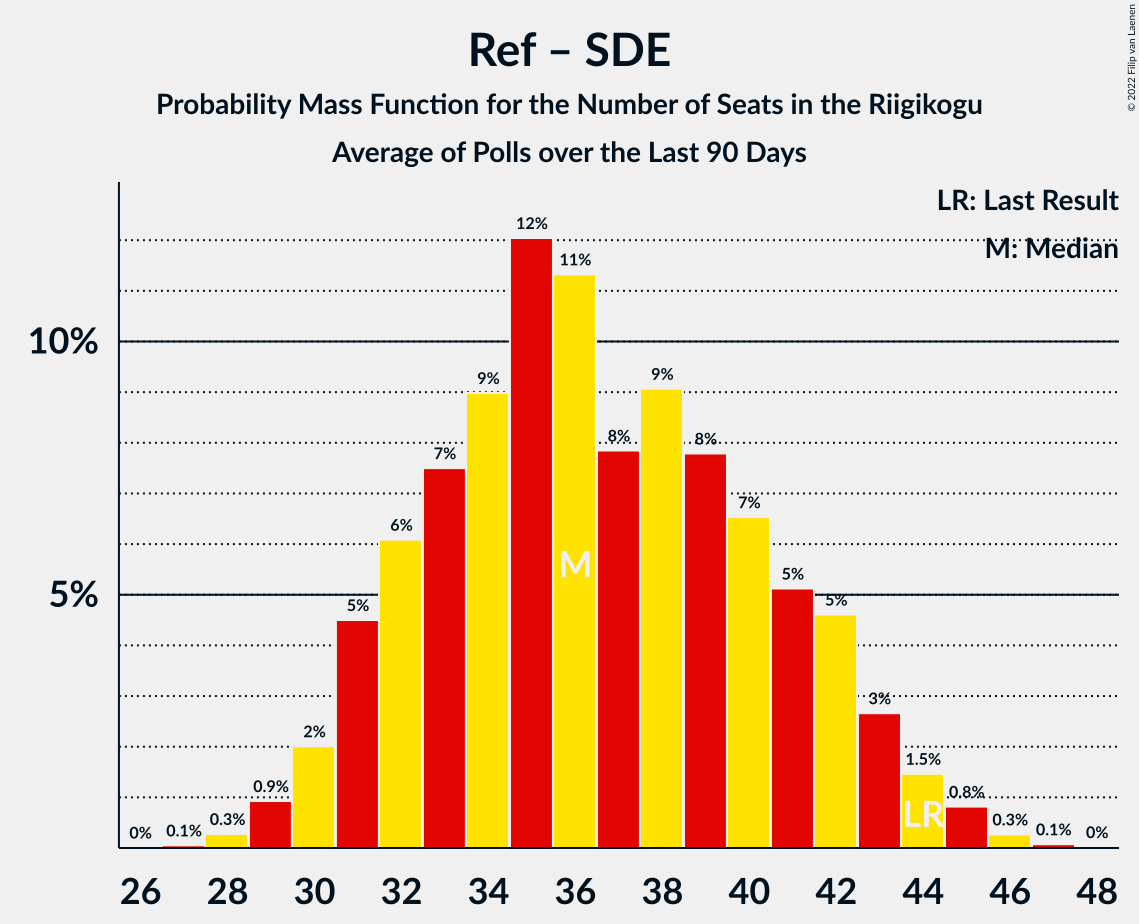 Ref – SDE
Probability Mass Function for the Number of Seats in the Riigikogu
Average of Polls over the Last 90 Days
© 2022 Filip van Laenen
LR: Last Result
M: Median
10%
5%
0%
0.1%
0.3%
0.9%
2%
5%
6%
7%
9%
12%
11%
8%
9%
8%
7%
5%
5%
3%
1.5%
0.8%
0.3%
0.1%
0%
M
LR
26 28 30 32 34 36 38 40 42 44 46 48